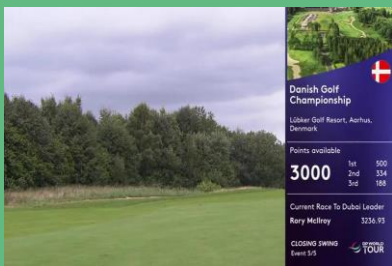 Danish Golf
Championship
Lübker Golf Resort, Aarhus,
Denmark
Points available
3000
1st 500
2nd 334
3rd 188
Current Race To Dubai Leader
Rory McIlroy 3236.93
CLOSING SWING
Event 5/5
DP WORLD
TOUR